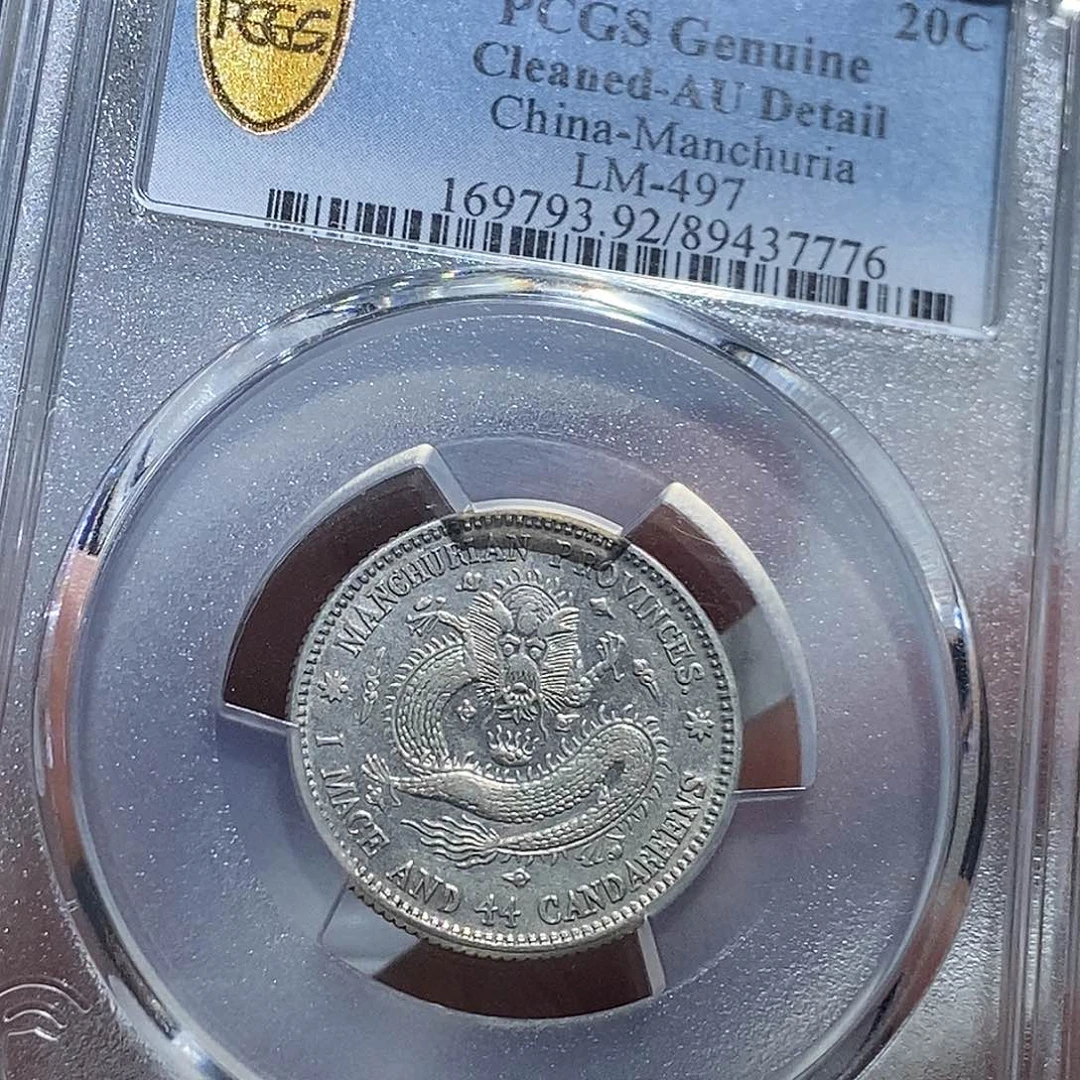 PCGS
20C
PCGS Genuine
Cleaned-AU Detail
China-Manchuria
LM-497
169793.92/89437776
MANCHURIAN PROVINCES.
1 MACE AND 44 CANDAREENS